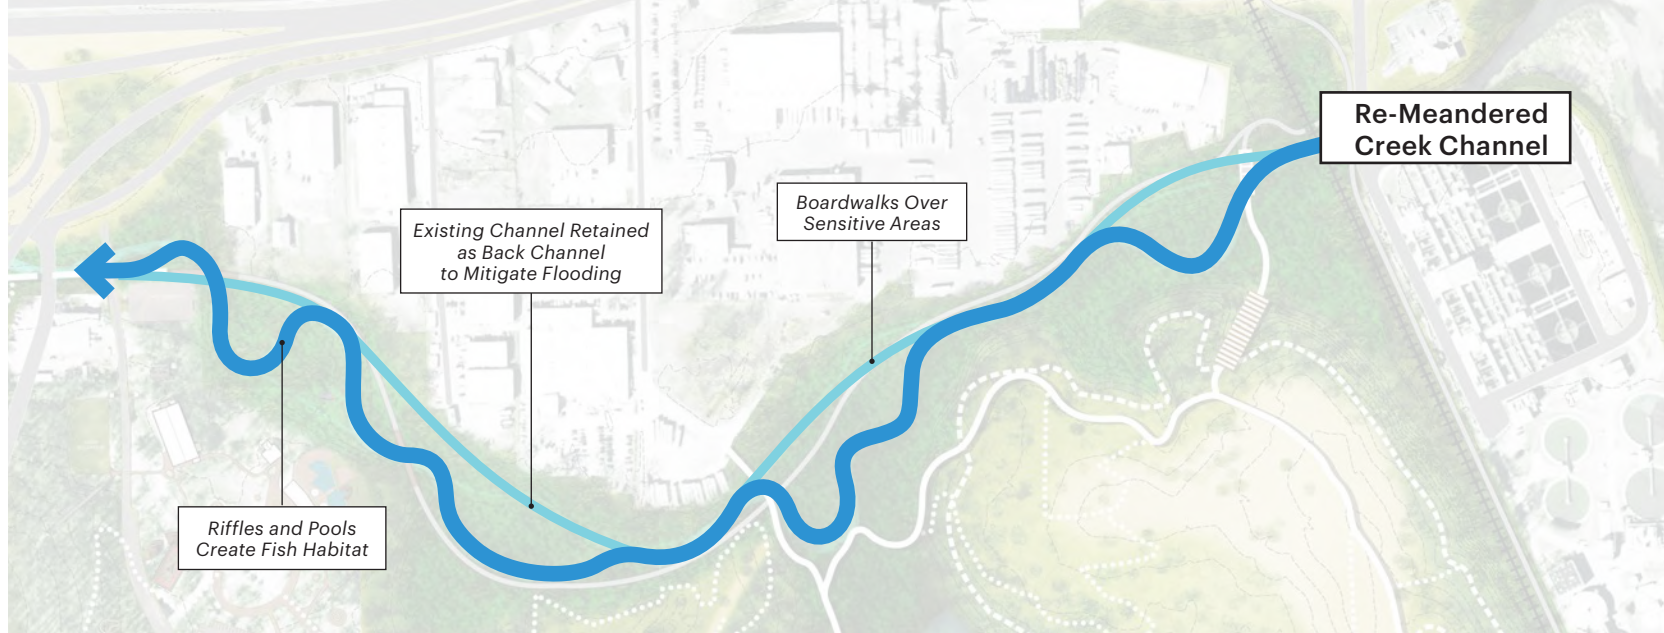 Re-Meandered
Creek Channel
Boardwalks Over
Sensitive Areas
Existing Channel Retained
as Back Channel
to Mitigate Flooding
Riffles and Pools
Create Fish Habitat